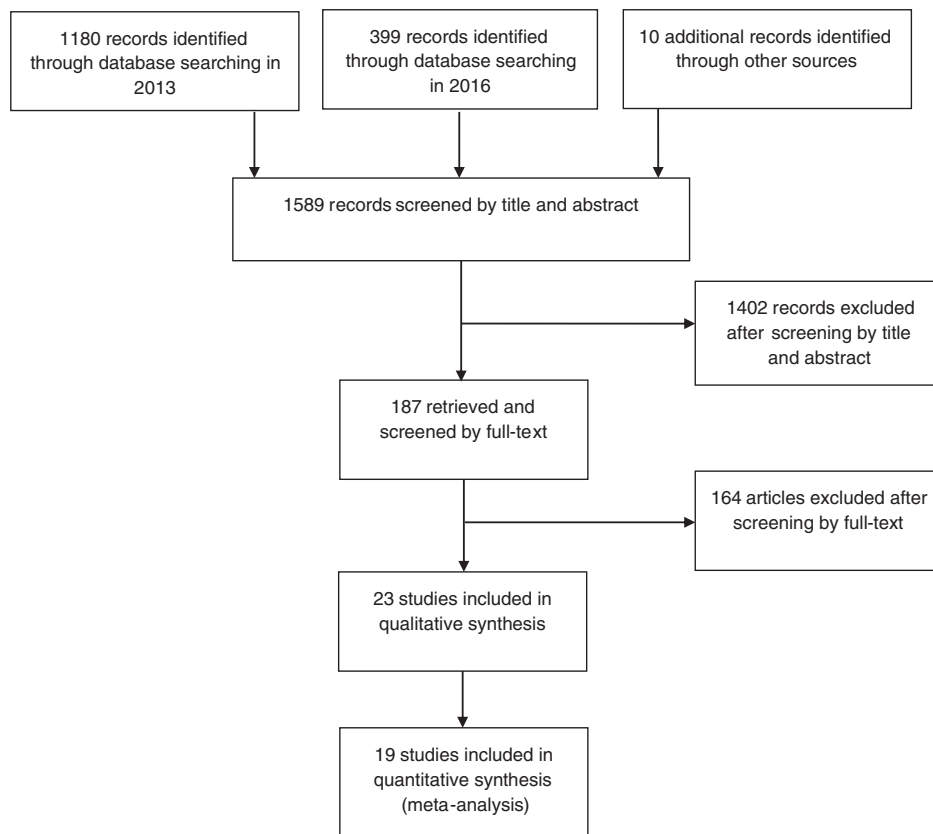 1180 records identified
through database searching in
2013
399 records identified
through database searching
in 2016
10 additional records identified
through other sources
1589 records screened by title and abstract
1402 records excluded
after screening by title
and abstract
187 retrieved and
screened by full-text
164 articles excluded after
screening by full-text
23 studies included in
qualitative synthesis
19 studies included in
quantitative synthesis
(meta-analysis)